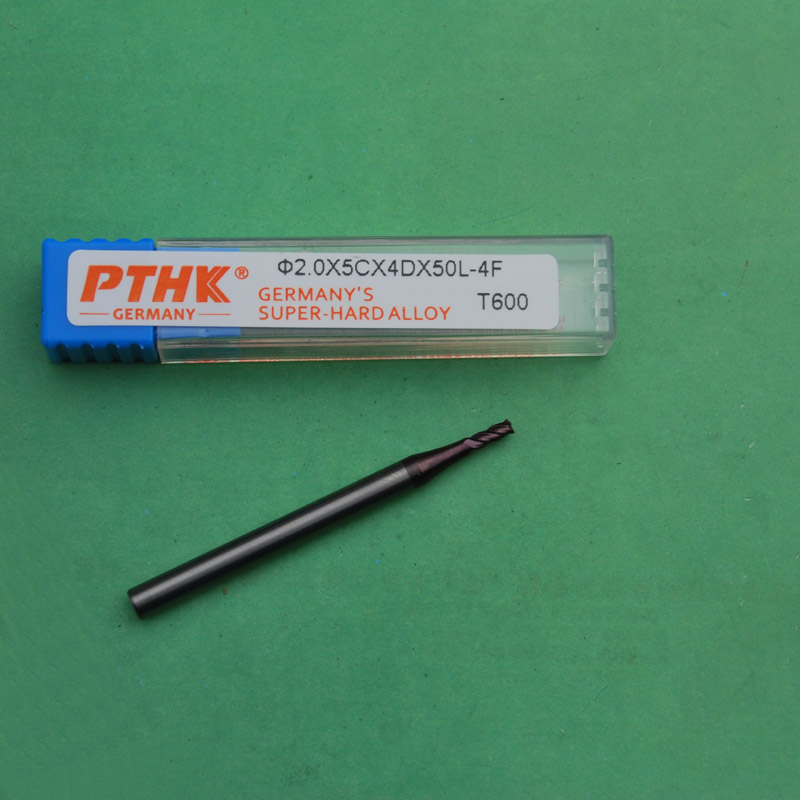 PTHK®
GERMANY
Φ2.0X5CX4DX50L-4F
GERMANY'S
SUPER-HARD ALLOY
T600